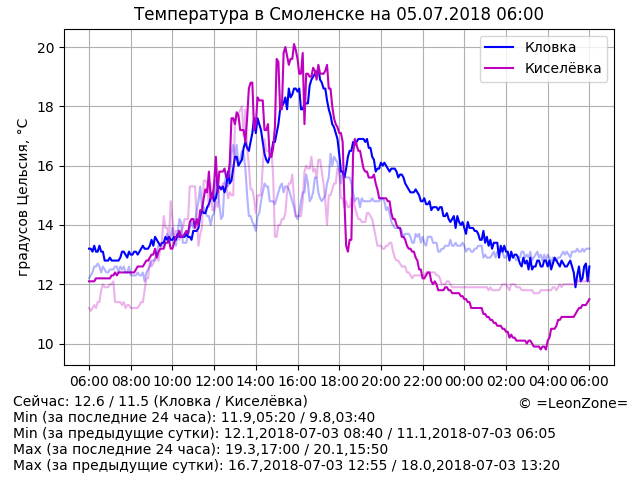 Температура в Смоленске на 05.07.2018 06:00
Кловка
Киселёвка
градусов Цельсия, °C
20
18
16
14
12
10
06:00 08:00 10:00 12:00 14:00 16:00 18:00 20:00 22:00 00:00 02:00 04:00 06:00
Сейчас: 12.6 / 11.5 (Кловка / Киселёвка)
© =LeonZone=
Min (за последние 24 часа): 11.9,05:20 / 9.8,03:40
Min (за предыдущие сутки): 12.1,2018-07-03 08:40 / 11.1,2018-07-03 06:05
Max (за последние 24 часа): 19.3,17:00 / 20.1,15:50
Max (за предыдущие сутки): 16.7,2018-07-03 12:55 / 18.0,2018-07-03 13:20